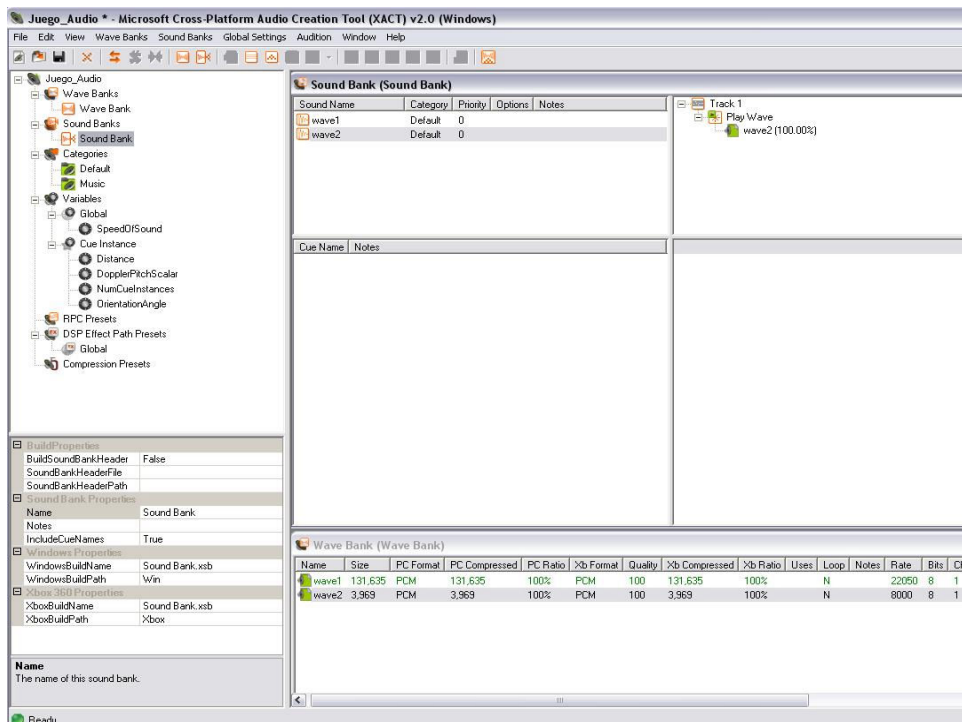 Juego_Audio * - Microsoft Cross-Platform Audio Creation Tool (XACT) v2.0 (Windows)
File Edit View Wave Banks Sound Banks Global Settings Audition Window Help
Juego_Audio
Wave Banks
Wave Bank
Sound Banks
Sound Bank
Categories
Default
Music
Variables
Global
SpeedOfSound
Cue Instance
Distance
DopplerPitchScalar
NumCueInstances
OrientationAngle
RPC Presets
DSP Effect Path Presets
Global
Compression Presets
BuildProperties
BuildSoundBankHeader False
SoundBankHeaderFile
SoundBankHeaderPath
Sound Bank Properties
Name Sound Bank
Notes
IncludeCueNames True
Windows Properties
WindowsBuildName Sound Bank.xsb
WindowsBuildPath Win
Xbox 360 Properties
XboxBuildName Sound Bank.xsb
XboxBuildPath Xbox
Name
The name of this sound bank.
Ready
Sound Bank (Sound Bank)
Sound Name Category Priority Options Notes
wave1 Default 0
wave2 Default 0
Track 1
Play Wave
wave2 (100.00%)
Cue Name Notes
Wave Bank (Wave Bank)
Name Size PC Format PC Compressed PC Ratio Xb Format Quality Xb Compressed Xb Ratio Uses Loop Notes Rate Bits
wave1 131,635 PCM 131,635 100% PCM 100 131,635 100% N 22050 8 1
wave2 3,969 PCM 3,969 100% PCM 100 3,969 100% N 8000 8 1